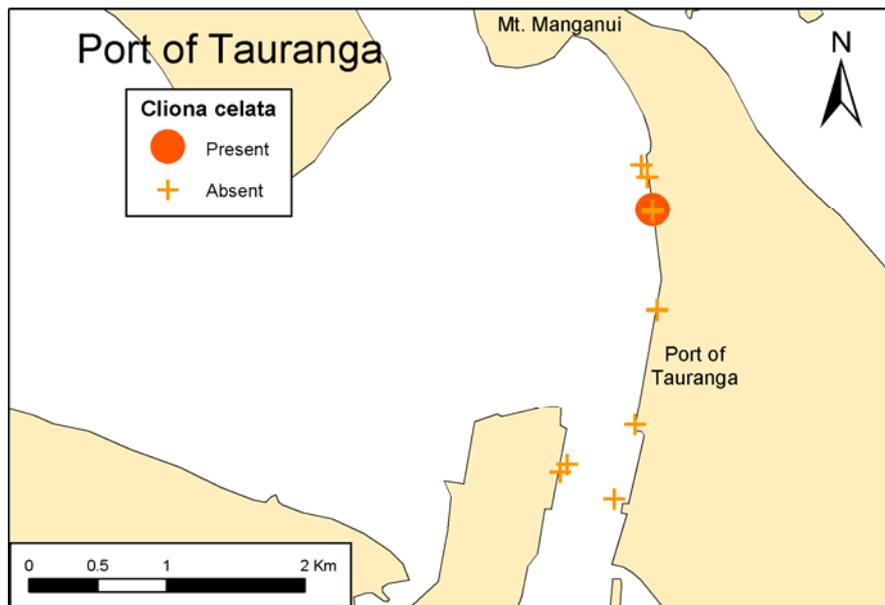 Mt. Manganui
Port of Tauranga
N
Cliona celata
Present
Absent
Port of
Tauranga
0 0.5 1 2 Km